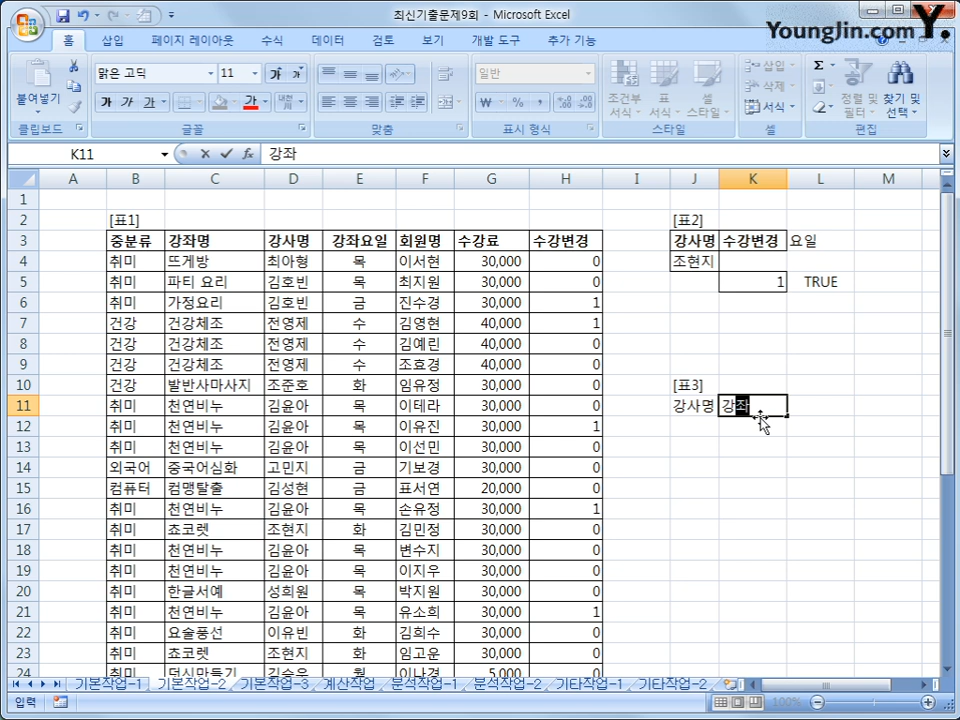 최신기출문제9회 - Microsoft Excel
YoungJin.com Y.
홈 삽입 페이지 레이아웃 수식 데이터 검토 보기 개발 도구 추가 기능
붙여넣기 맑은 고딕 11 일반 조건부 서식 표 서식 셀 스타일 삽입 삭제 서식 정렬 및 필터 찾기 및 선택
클립보드 글꼴 맞춤 표시 형식 스타일 셀 편집
K11 강좌
A B C D E F G H I J K L M
1
2 [표1] [표2]
3 중분류 강좌명 강사명 강좌요일 회원명 수강료 수강변경 강사명 수강변경 요일
4 취미 뜨게방 최아형 목 이서현 30,000 0 조현지
5 취미 파티 요리 김호빈 목 최지원 30,000 0 1 TRUE
6 취미 가정요리 김호빈 금 진수경 30,000 1
7 건강 건강체조 전영제 수 김영현 40,000 1
8 건강 건강체조 전영제 수 김예린 40,000 0
9 건강 건강체조 전영제 수 조효경 40,000 0
10 건강 발반사마사지 조준호 화 임유정 30,000 0 [표3]
11 취미 천연비누 김윤아 목 이테라 30,000 0 강사명 강좌
12 취미 천연비누 김윤아 목 이유진 30,000 1
13 취미 천연비누 김윤아 목 이선민 30,000 0
14 외국어 중국어심화 고민지 금 기보경 30,000 0
15 컴퓨터 컴맹탈출 김성현 금 표서연 20,000 0
16 취미 천연비누 김윤아 목 손유정 30,000 1
17 취미 쵸코렛 조현지 화 김민정 30,000 0
18 취미 천연비누 김윤아 목 변수지 30,000 0
19 취미 천연비누 김윤아 목 이지우 30,000 0
20 취미 한글서예 성희원 목 박지원 30,000 0
21 취미 천연비누 김윤아 목 유소희 30,000 1
22 취미 요술풍선 이유빈 화 김희수 30,000 0
23 취미 쵸코렛 조현지 화 임고운 30,000 0
24 취미 덕신만들기 김승우 월 이나경 5,000 0
기본작업-1 기본작업-2 기본작업-3 계산작업 분석작업-1 분석작업-2 기타작업-1 기타작업-2
입력 100%